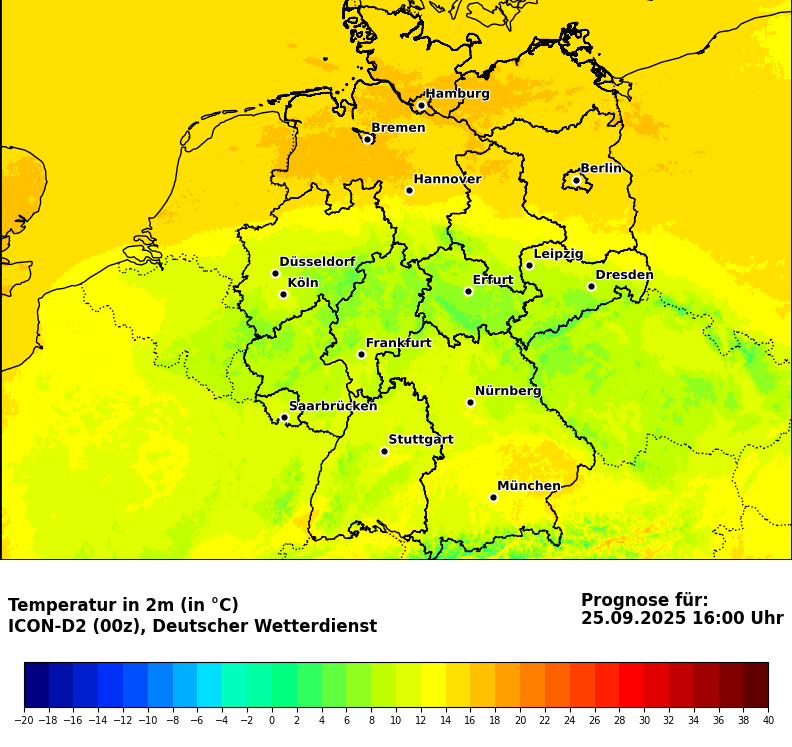 Hamburg
Bremen
Berlin
Hannover
Leipzig
Düsseldorf
Dresden
Köln
Erfurt
Frankfurt
Nürnberg
Saarbrücken
Stuttgart
München
Temperatur in 2m (in °C)
ICON-D2 (00z), Deutscher Wetterdienst
Prognose für:
25.09.2025 16:00 Uhr
−20 −18 −16 −14 −12 −10 −8 −6 −4 −2 0 2 4 6 8 10 12 14 16 18 20 22 24 26 28 30 32 34 36 38 40